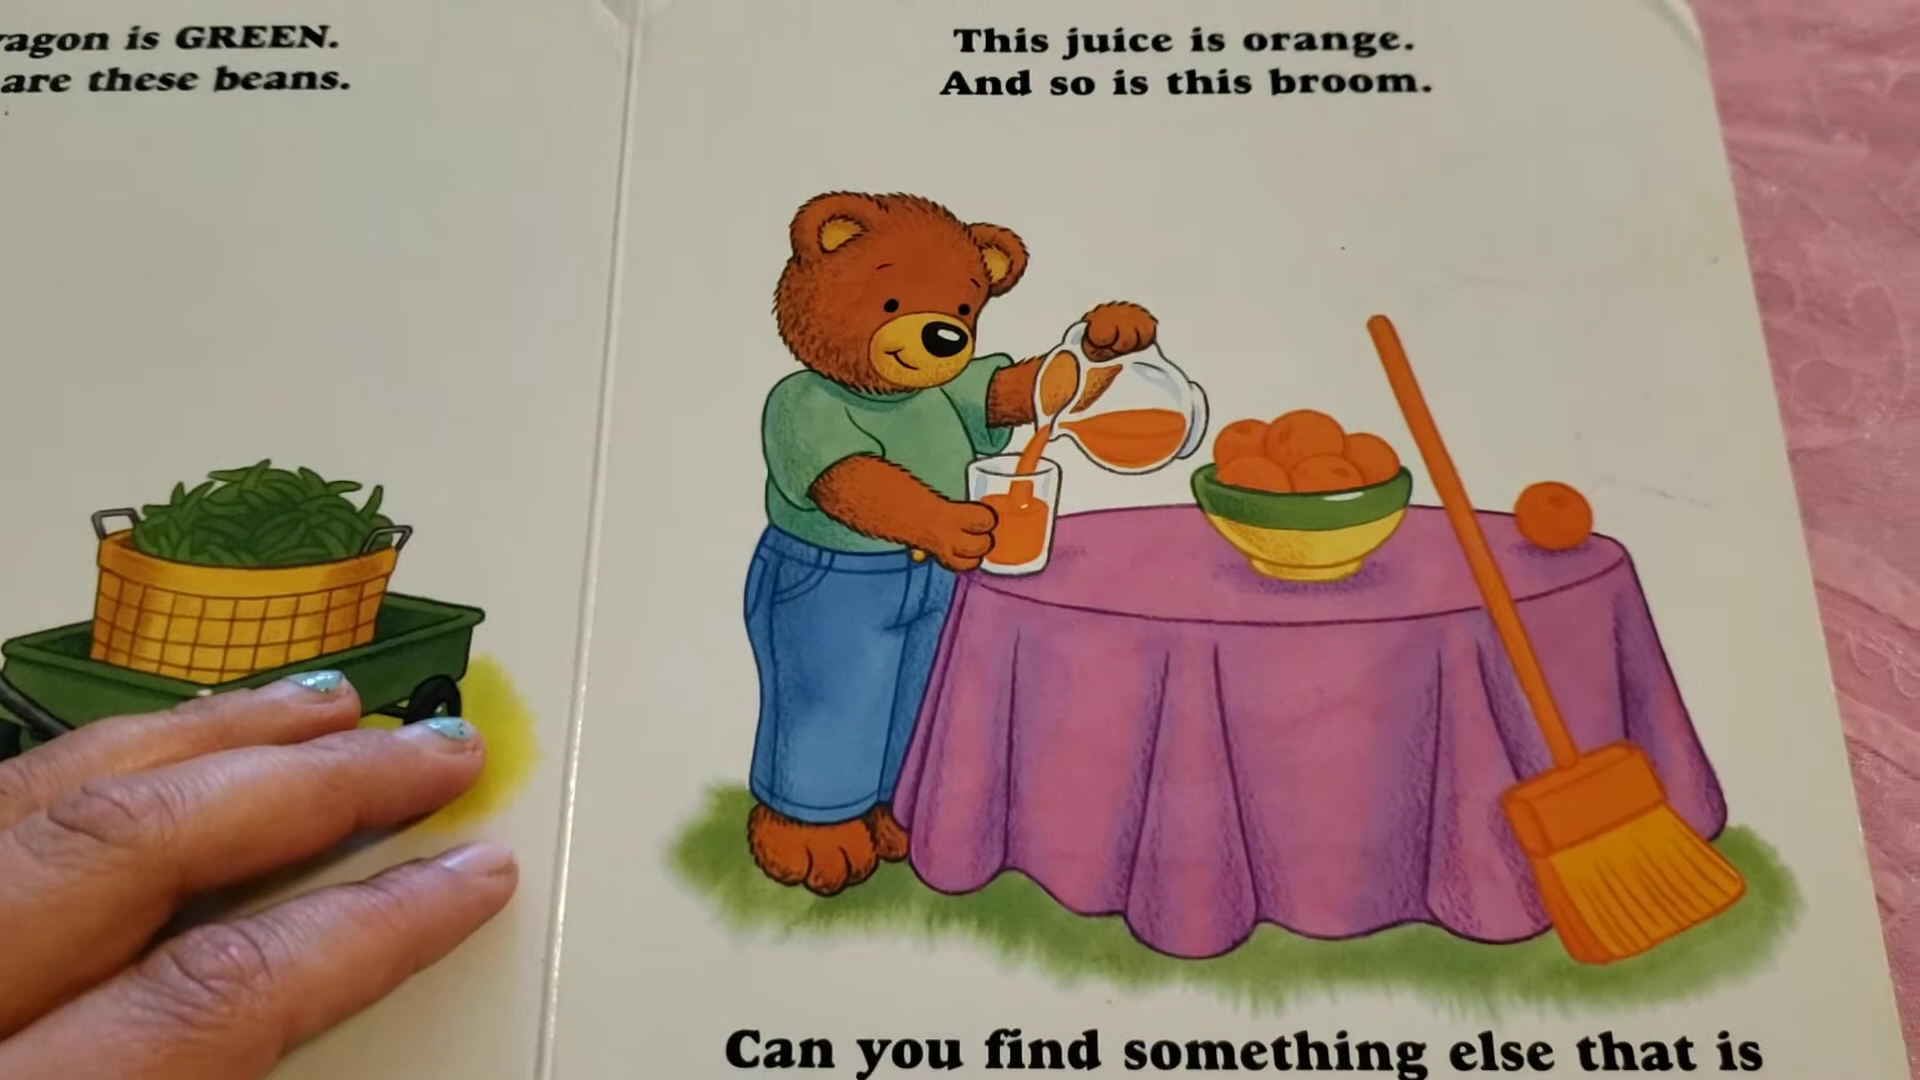 is GREEN.
are these beans.
This juice is orange.
And so is this broom.
Can you find something else that is